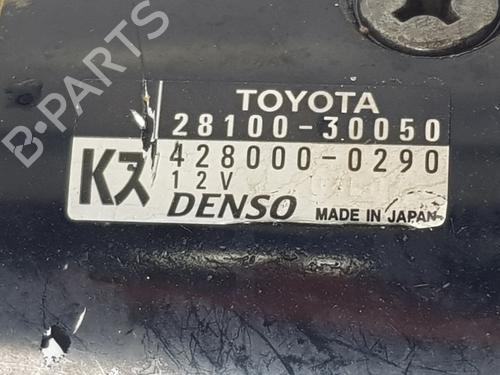 TOYOTA
28100-30050
428000-0290
Kヌ
12V
DENSO
MADE IN JAPAN
B-PARTS